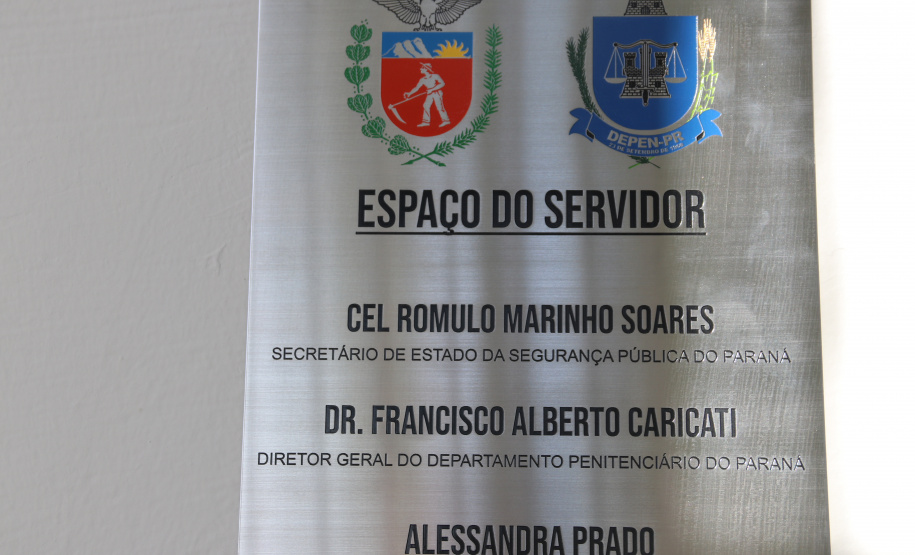 DEPEN-PR
ESPAÇO DO SERVIDOR
CEL ROMULO MARINHO SOARES
SECRETÁRIO DE ESTADO DA SEGURANÇA PÚBLICA DO PARANÁ
DR. FRANCISCO ALBERTO CARICATI
DIRETOR GERAL DO DEPARTAMENTO PENITENCIÁRIO DO PARANÁ
ALESSANDRA PRADO